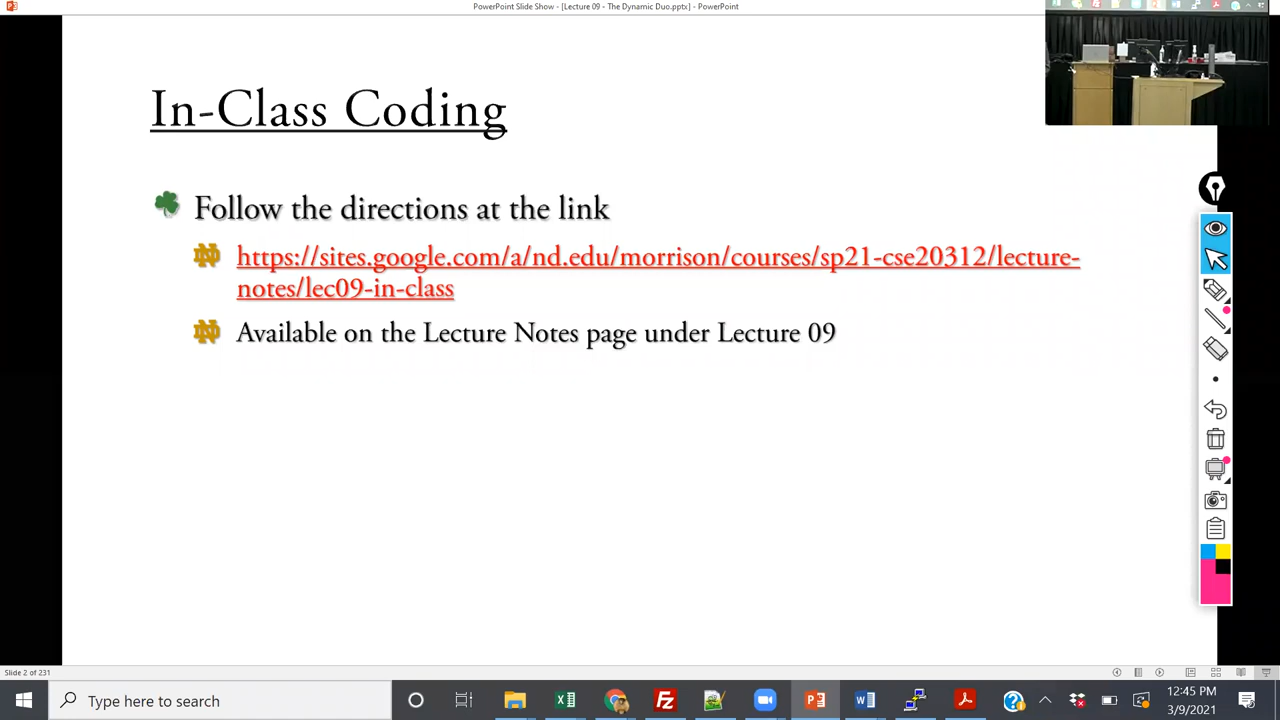 PowerPoint Slide Show - [Lecture 09 - The Dynamic Duo.pptx] - PowerPoint
In-Class Coding
Follow the directions at the link
https://sites.google.com/a/nd.edu/morrison/courses/sp21-cse20312/lecture-
notes/lec09-in-class
Available on the Lecture Notes page under Lecture 09
Slide 2 of 231
Type here to search
12:45 PM
3/9/2021